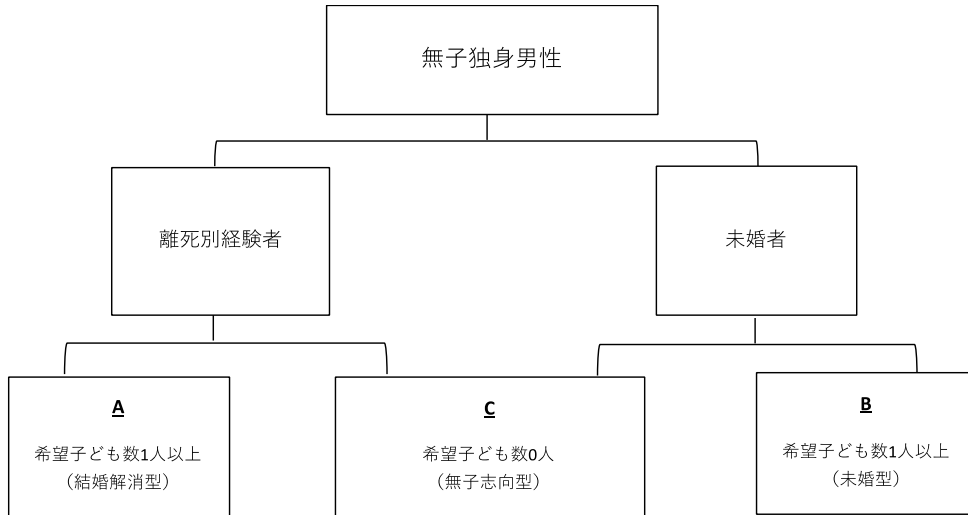 無子独身男性
離死別経験者
未婚者
A
希望子ども数1人以上
（結婚解消型）
C
希望子ども数0人
（無子志向型）
B
希望子ども数1人以上
（未婚型）